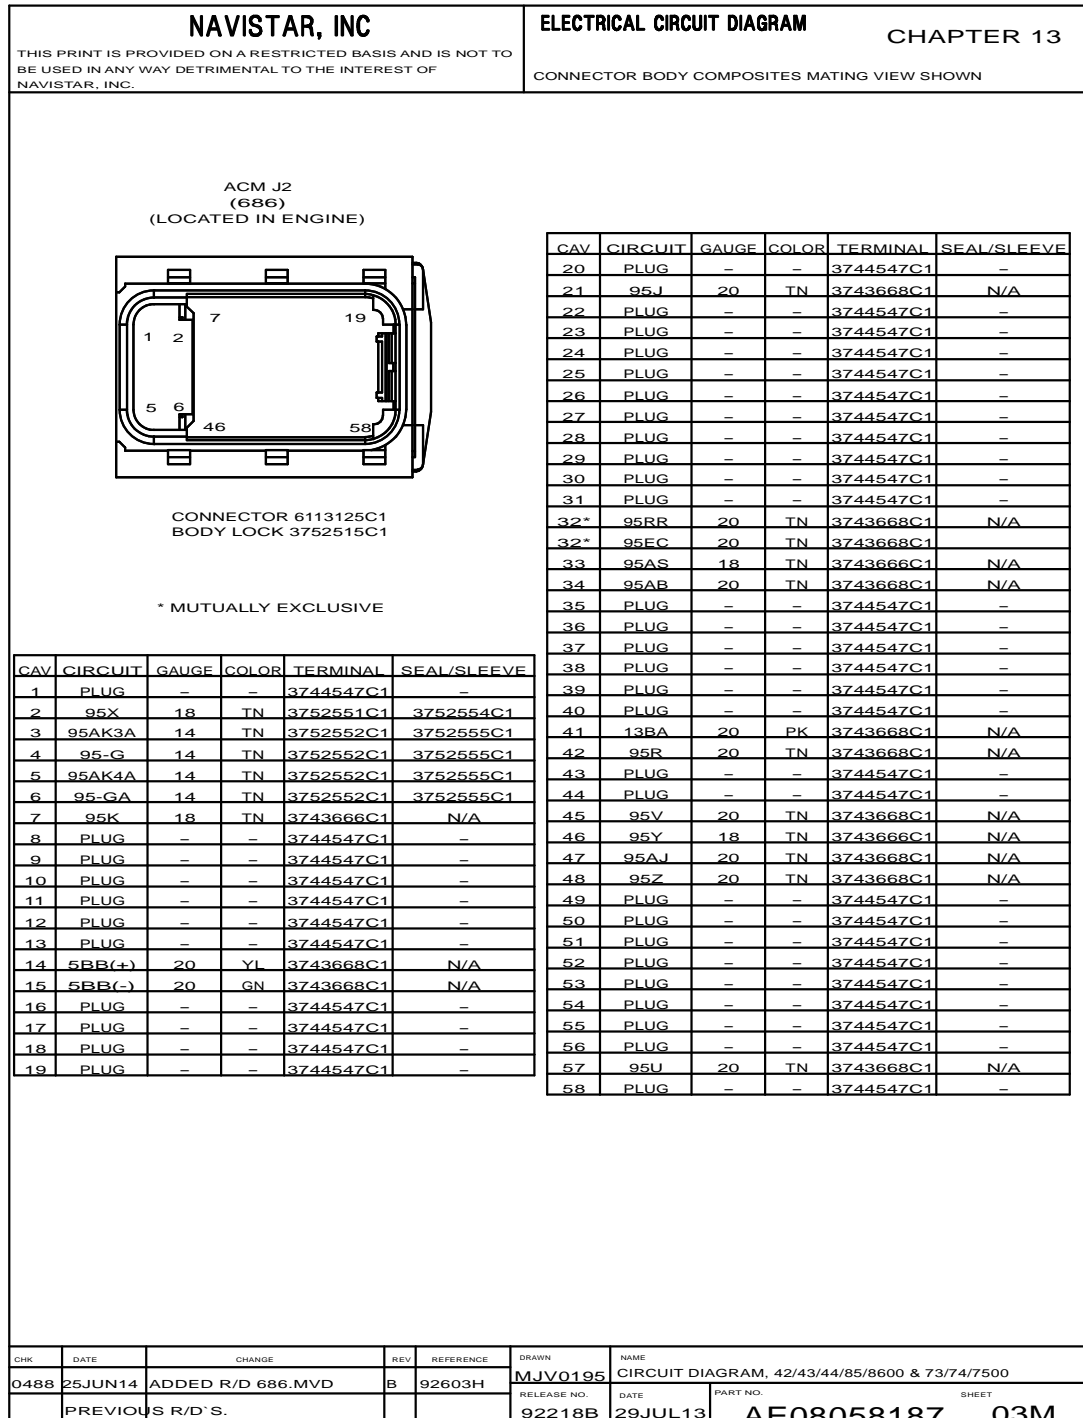 NAVISTAR, INC
THIS PRINT IS PROVIDED ON A RESTRICTED BASIS AND IS NOT TO
BE USED IN ANY WAY DETRIMENTAL TO THE INTEREST OF
NAVISTAR, INC.
ELECTRICAL CIRCUIT DIAGRAM
CHAPTER 13
CONNECTOR BODY COMPOSITES MATING VIEW SHOWN
ACM J2
(686)
(LOCATED IN ENGINE)
7 19
1 2
5 6
46 58
CONNECTOR 6113125C1
BODY LOCK 3752515C1
* MUTUALLY EXCLUSIVE
CAV CIRCUIT GAUGE COLOR TERMINAL SEAL/SLEEVE
1 PLUG – – 3744547C1 –
2 95X 18 TN 3752551C1 3752554C1
3 95AK3A 14 TN 3752552C1 3752555C1
4 95-G 14 TN 3752552C1 3752555C1
5 95AK4A 14 TN 3752552C1 3752555C1
6 95-GA 14 TN 3752552C1 3752555C1
7 95K 18 TN 3743666C1 N/A
8 PLUG – – 3744547C1 –
9 PLUG – – 3744547C1 –
10 PLUG – – 3744547C1 –
11 PLUG – – 3744547C1 –
12 PLUG – – 3744547C1 –
13 PLUG – – 3744547C1 –
14 5BB(+) 20 YL 3743668C1 N/A
15 5BB(-) 20 GN 3743668C1 N/A
16 PLUG – – 3744547C1 –
17 PLUG – – 3744547C1 –
18 PLUG – – 3744547C1 –
19 PLUG – – 3744547C1 –
CAV CIRCUIT GAUGE COLOR TERMINAL SEAL/SLEEVE
20 PLUG – – 3744547C1 –
21 95J 20 TN 3743668C1 N/A
22 PLUG – – 3744547C1 –
23 PLUG – – 3744547C1 –
24 PLUG – – 3744547C1 –
25 PLUG – – 3744547C1 –
26 PLUG – – 3744547C1 –
27 PLUG – – 3744547C1 –
28 PLUG – – 3744547C1 –
29 PLUG – – 3744547C1 –
30 PLUG – – 3744547C1 –
31 PLUG – – 3744547C1 –
32* 95RR 20 TN 3743668C1 N/A
32* 95EC 20 TN 3743668C1
33 95AS 18 TN 3743666C1 N/A
34 95AB 20 TN 3743668C1 N/A
35 PLUG – – 3744547C1 –
36 PLUG – – 3744547C1 –
37 PLUG – – 3744547C1 –
38 PLUG – – 3744547C1 –
39 PLUG – – 3744547C1 –
40 PLUG – – 3744547C1 –
41 13BA 20 PK 3743668C1 N/A
42 95R 20 TN 3743668C1 N/A
43 PLUG – – 3744547C1 –
44 PLUG – – 3744547C1 –
45 95V 20 TN 3743668C1 N/A
46 95Y 18 TN 3743666C1 N/A
47 95AJ 20 TN 3743668C1 N/A
48 95Z 20 TN 3743668C1 N/A
49 PLUG – – 3744547C1 –
50 PLUG – – 3744547C1 –
51 PLUG – – 3744547C1 –
52 PLUG – – 3744547C1 –
53 PLUG – – 3744547C1 –
54 PLUG – – 3744547C1 –
55 PLUG – – 3744547C1 –
56 PLUG – – 3744547C1 –
57 95U 20 TN 3743668C1 N/A
58 PLUG – – 3744547C1 –
CHK DATE CHANGE REV REFERENCE
0488 25JUN14 ADDED R/D 686.MVD B 92603H
PREVIOUS R/D`S.
DRAWN NAME
MJV0195 CIRCUIT DIAGRAM, 42/43/44/85/8600 & 73/74/7500
RELEASE NO. DATE PART NO. SHEET
92218B 29JUL13 AE08058187 03M